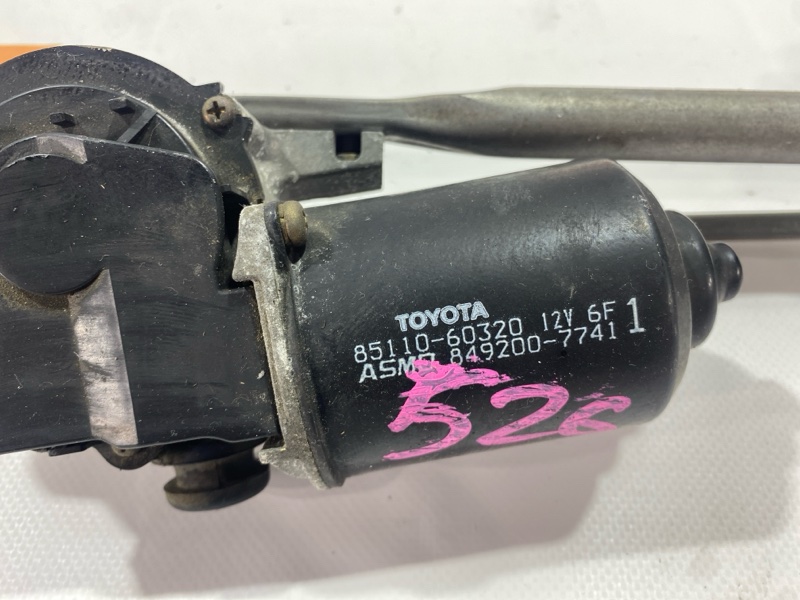 TOYOTA
85110-60320 12V 6F 1
ASMO 849200-7741
526